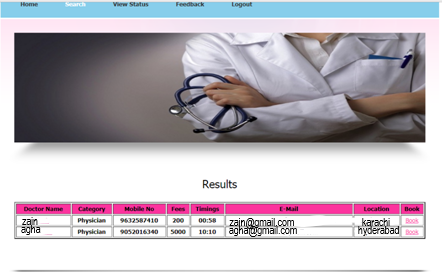 Home Search View Status Feedback Logout
Results
Doctor Name Category Mobile No Fees Timings E-Mail Location Book
zain ... Physician 9632587410 200 00:58 zain@gmail.com karachi Book
agha ... Physician 9052016340 5000 10:10 agha@gmail.com hyderabad Book